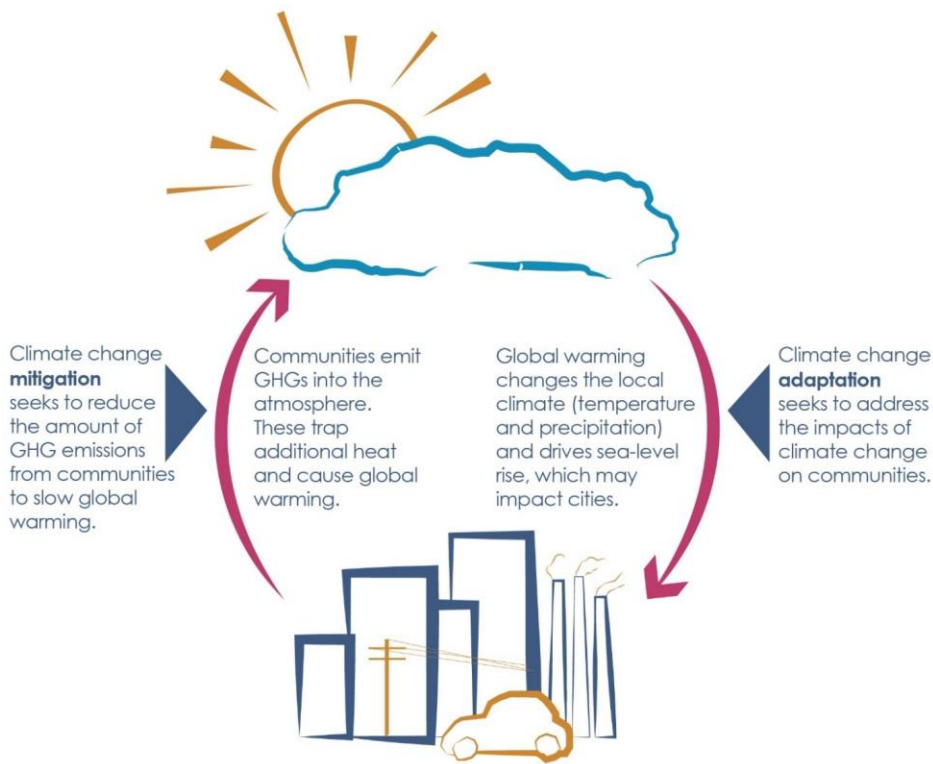 Climate change
mitigation
seeks to reduce
the amount of
GHG emissions
from communities
to slow global
warming.
Communities emit
GHGs into the
atmosphere.
These trap
additional heat
and cause global
warming.
Global warming
changes the local
climate (temperature
and precipitation)
and drives sea-level
rise, which may
impact cities.
Climate change
adaptation
seeks to address
the impacts of
climate change
on communities.